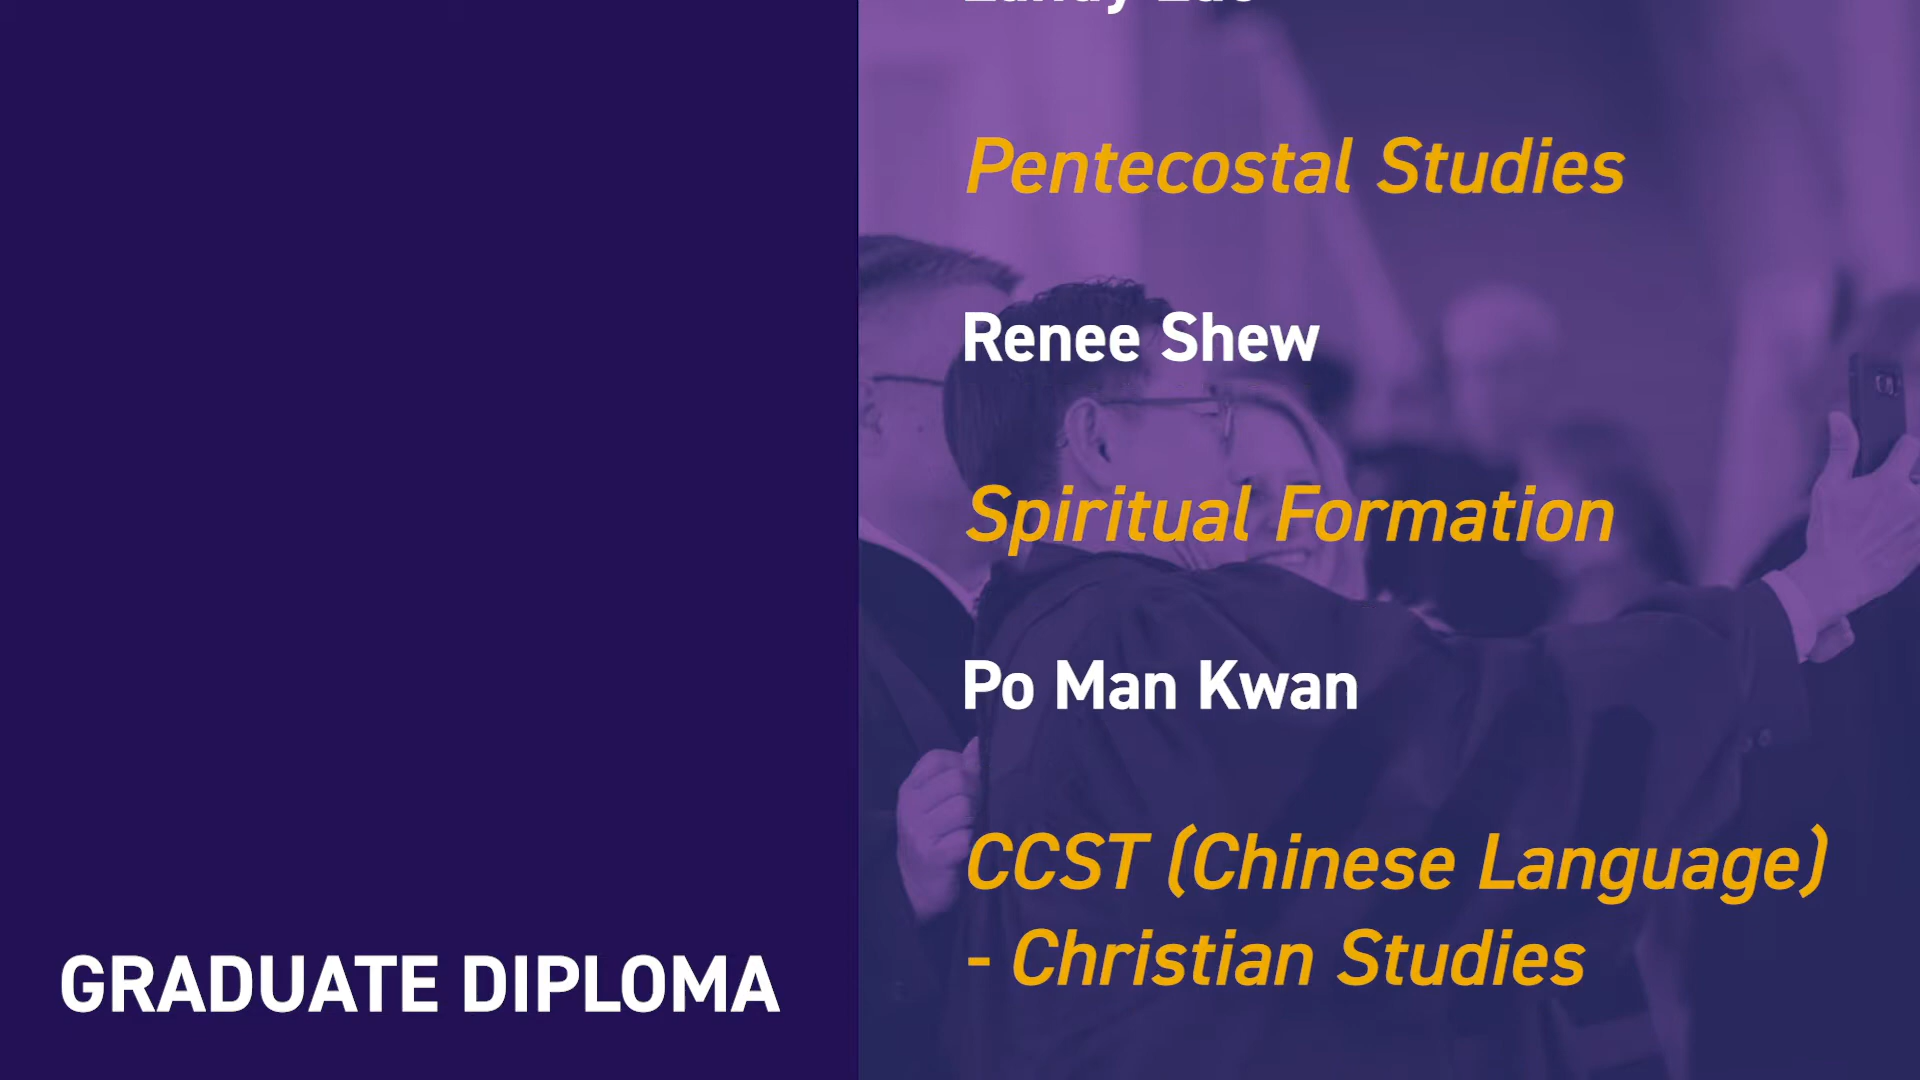 Pentecostal Studies
Renee Shew
Spiritual Formation
Po Man Kwan
CCST (Chinese Language)
- Christian Studies
GRADUATE DIPLOMA